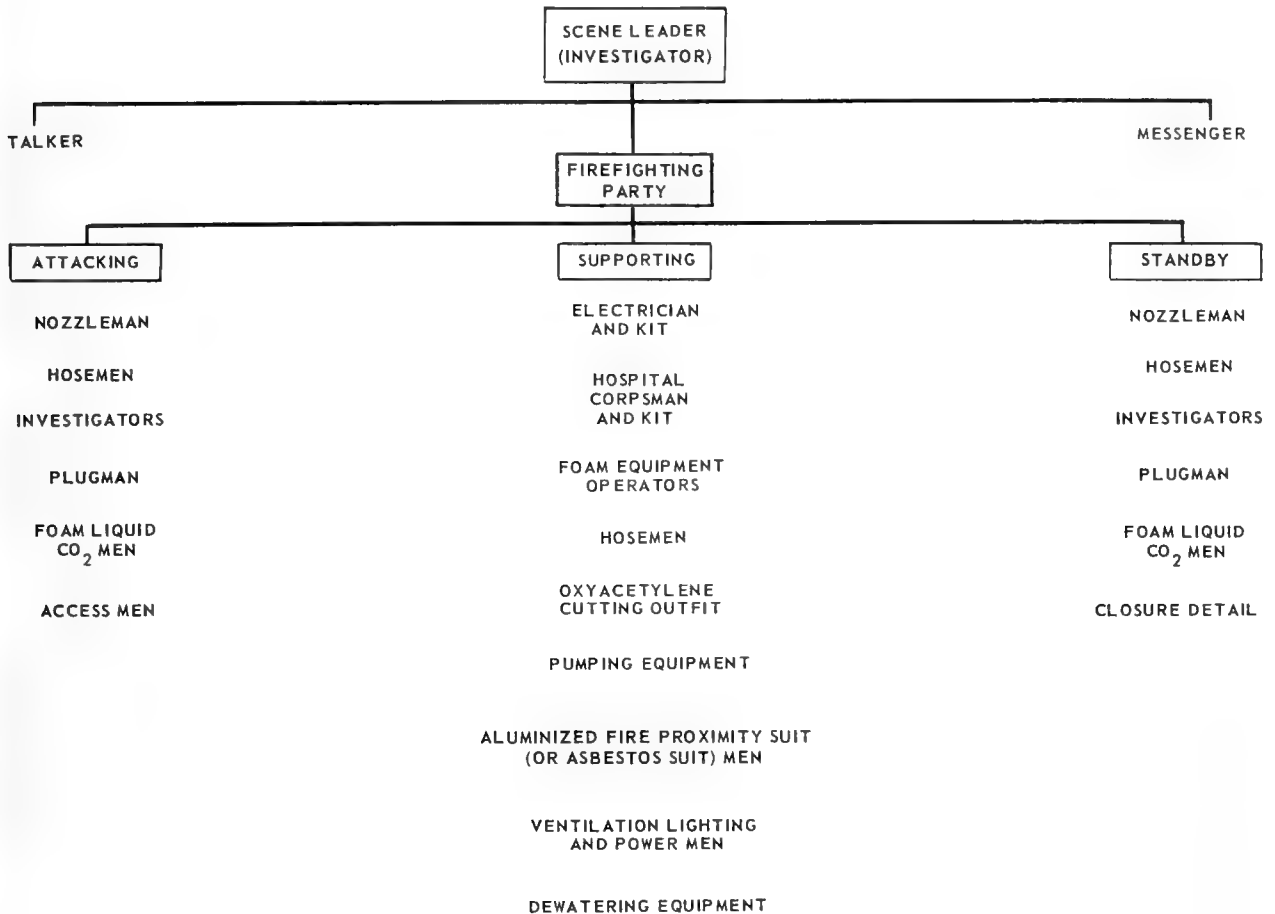 SCENE LEADER
(INVESTIGATOR)
TALKER
MESSENGER
FIREFIGHTING
PARTY
ATTACKING
SUPPORTING
STANDBY
NOZZLEMAN
HOSEMEN
INVESTIGATORS
PLUGMAN
FOAM LIQUID
CO2 MEN
ACCESS MEN
ELECTRICIAN
AND KIT
HOSPITAL
CORPSMAN
AND KIT
FOAM EQUIPMENT
OPERATORS
HOSEMEN
OXYACETYLENE
CUTTING OUTFIT
PUMPING EQUIPMENT
ALUMINIZED FIRE PROXIMITY SUIT
(OR ASBESTOS SUIT) MEN
VENTILATION LIGHTING
AND POWER MEN
DEWATERING EQUIPMENT
NOZZLEMAN
HOSEMEN
INVESTIGATORS
PLUGMAN
FOAM LIQUID
CO2 MEN
CLOSURE DETAIL